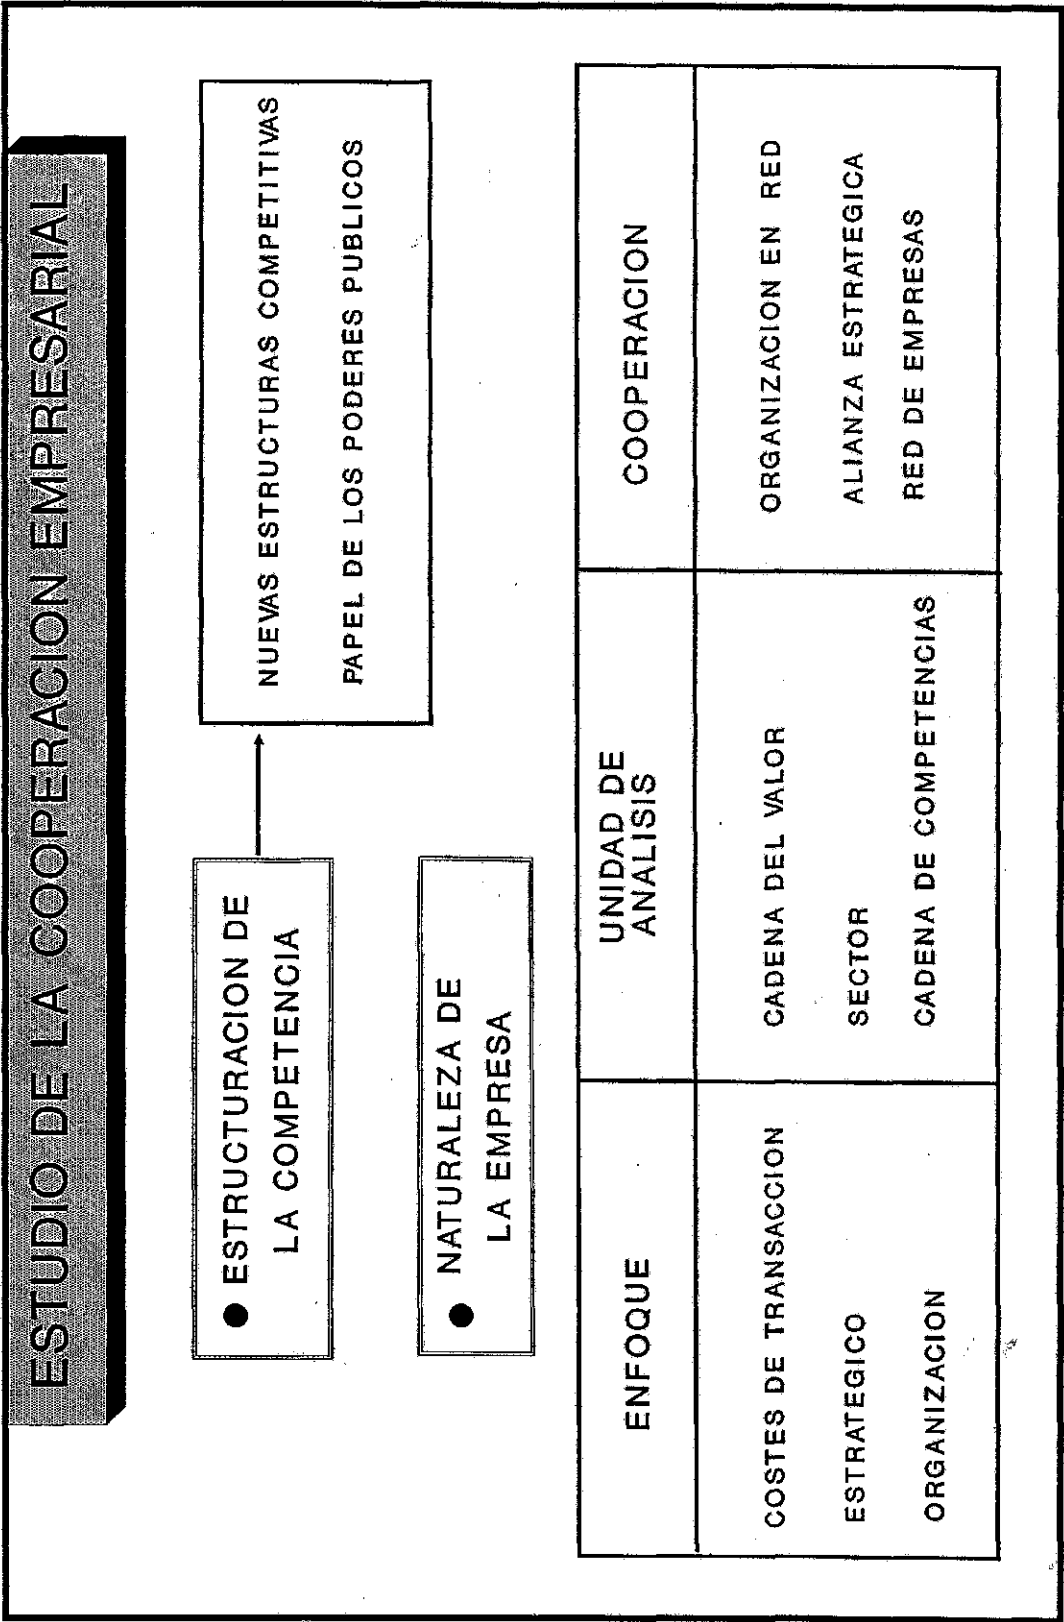 ESTUDIO DE LA COOPERACION EMPRESARIAL
● ESTRUCTURACION DE
LA COMPETENCIA
NUEVAS ESTRUCTURAS COMPETITIVAS
PAPEL DE LOS PODERES PUBLICOS
● NATURALEZA DE
LA EMPRESA
ENFOQUE
UNIDAD DE
ANALISIS
COOPERACION
COSTES DE TRANSACCION
CADENA DEL VALOR
ORGANIZACION EN RED
ESTRATEGICO
SECTOR
ALIANZA ESTRATEGICA
ORGANIZACION
CADENA DE COMPETENCIAS
RED DE EMPRESAS